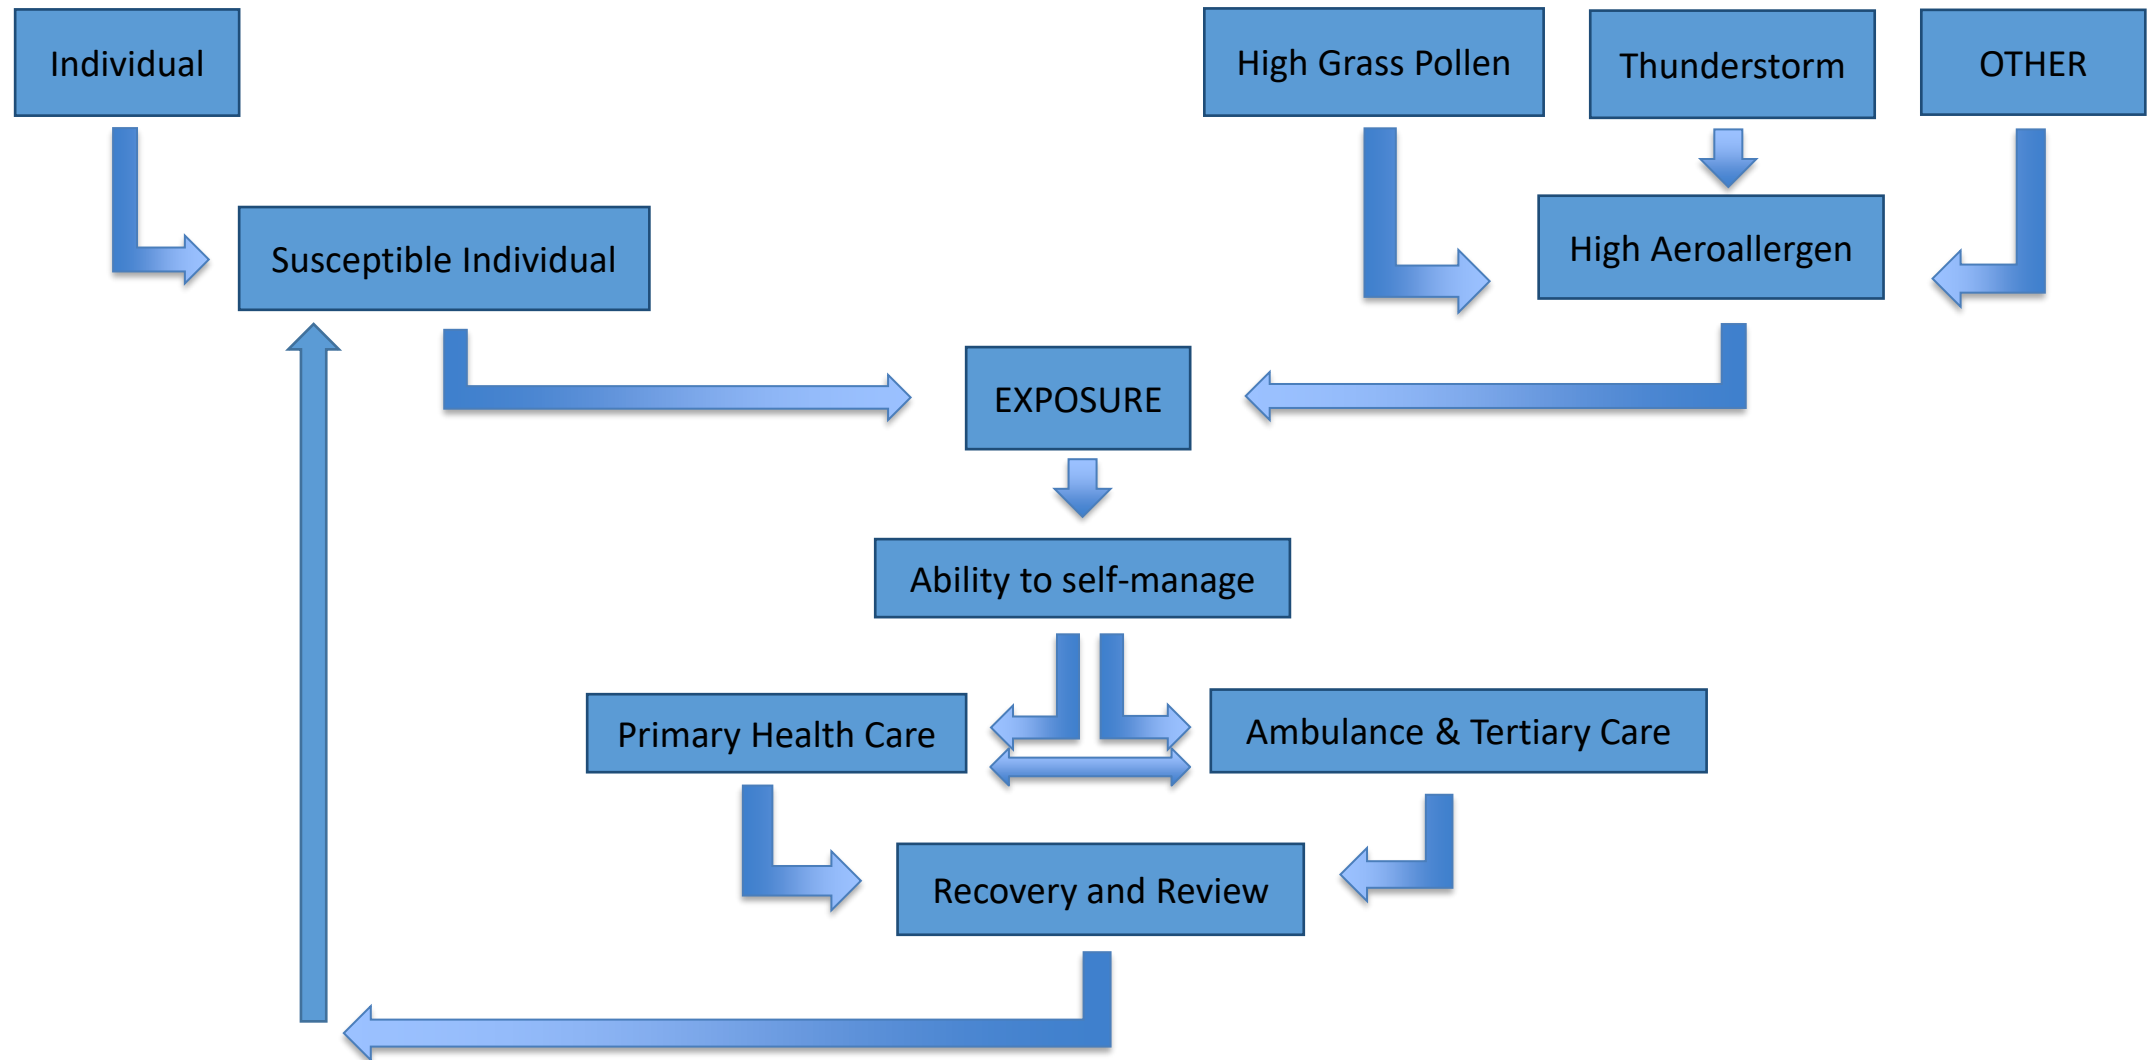 Individual
High Grass Pollen
Thunderstorm
OTHER
Susceptible Individual
High Aeroallergen
EXPOSURE
Ability to self-manage
Primary Health Care
Ambulance & Tertiary Care
Recovery and Review